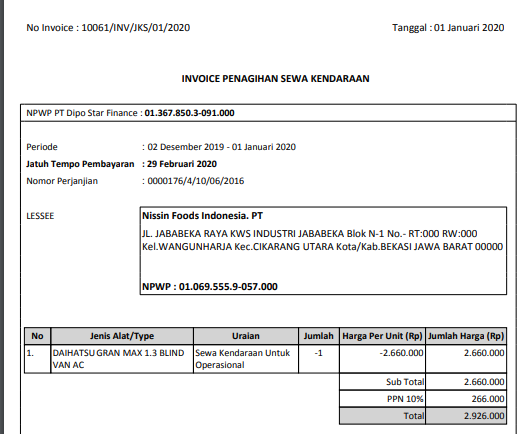 No Invoice : 10061/INV/JKS/01/2020 Tanggal : 01 Januari 2020
INVOICE PENAGIHAN SEWA KENDARAAN
NPWP PT Dipo Star Finance : 01.367.850.3-091.000
Periode : 02 Desember 2019 - 01 Januari 2020
Jatuh Tempo Pembayaran : 29 Februari 2020
Nomor Perjanjian : 0000176/4/10/06/2016
LESSEE Nissin Foods Indonesia. PT
JL. JABABEKA RAYA KWS INDUSTRI JABABEKA Blok N-1 No.- RT:000 RW:000
Kel.WANGUNHARJA Kec.CIKARANG UTARA Kota/Kab.BEKASI JAWA BARAT 00000
NPWP : 01.069.555.9-057.000
No Jenis Alat/Type Uraian Jumlah Harga Per Unit (Rp) Jumlah Harga (Rp)
1. DAIHATSU GRAN MAX 1.3 BLIND Sewa Kendaraan Untuk -1 -2.660.000 2.660.000
VAN AC Operasional
Sub Total 2.660.000
PPN 10% 266.000
Total 2.926.000